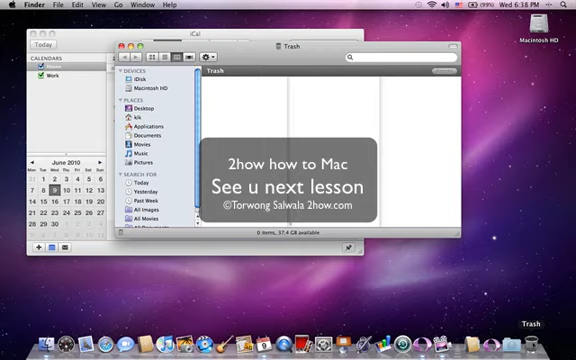 Finder File Edit View Go Window Help
(99%) Wed 6:38 PM
Macintosh HD
iCal
Today
CALENDARS
Home
Work
June 2010
Trash
Trash
DEVICES
iDisk
Macintosh HD
PLACES
Desktop
kik
Applications
Documents
Movies
Music
Pictures
SEARCH FOR
Today
Yesterday
Past Week
All Images
All Movies
0 items, 37.4 GB available
2how how to Mac
See u next lesson
©Torwong Salwala 2how.com
Trash